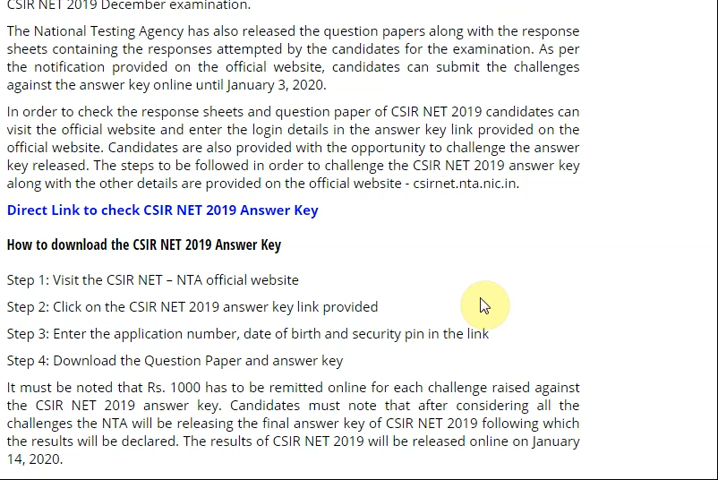 CSIR NET 2019 December examination.
The National Testing Agency has also released the question papers along with the response
sheets containing the responses attempted by the candidates for the examination. As per
the notification provided on the official website, candidates can submit the challenges
against the answer key online until January 3, 2020.
In order to check the response sheets and question paper of CSIR NET 2019 candidates can
visit the official website and enter the login details in the answer key link provided on the
official website. Candidates are also provided with the opportunity to challenge the answer
key released. The steps to be followed in order to challenge the CSIR NET 2019 answer key
along with the other details are provided on the official website - csirnet.nta.nic.in.
Direct Link to check CSIR NET 2019 Answer Key
How to download the CSIR NET 2019 Answer Key
Step 1: Visit the CSIR NET – NTA official website
Step 2: Click on the CSIR NET 2019 answer key link provided
Step 3: Enter the application number, date of birth and security pin in the link
Step 4: Download the Question Paper and answer key
It must be noted that Rs. 1000 has to be remitted online for each challenge raised against
the CSIR NET 2019 answer key. Candidates must note that after considering all the
challenges the NTA will be releasing the final answer key of CSIR NET 2019 following which
the results will be declared. The results of CSIR NET 2019 will be released online on January
14, 2020.